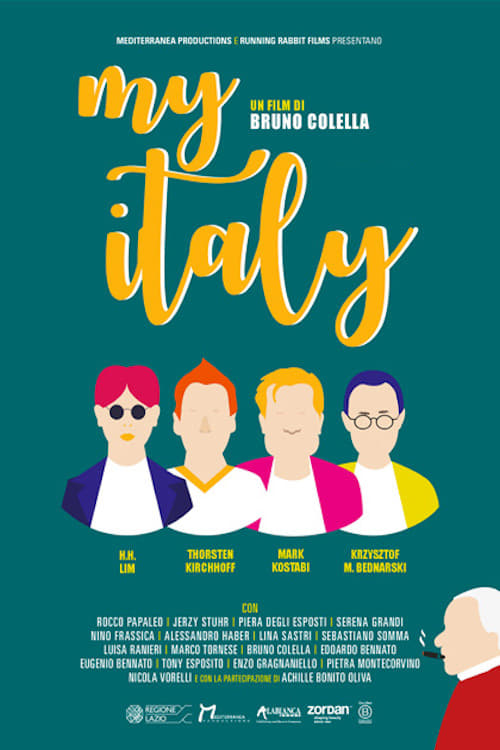 MEDITERRANEA PRODUCTIONS E RUNNING RABBIT FILMS PRESENTANO
my
UN FILM DI
BRUNO COLELLA
italy
H.H.
LIM
THORSTEN
KIRCHHOFF
MARK
KOSTABI
KRZYSZTOF
M. BEDNARSKI
CON
ROCCO PAPALEO | JERZY STUHR | PIERA DEGLI ESPOSTI | SERENA GRANDI
NINO FRASSICA | ALESSANDRO HABER | LINA SASTRI | SEBASTIANO SOMMA
LUISA RANIERI | MARCO TORNESE | BRUNO COLELLA | EDOARDO BENNATO
EUGENIO BENNATO | TONY ESPOSITO | ENZO GRAGNANIELLO | PIETRA MONTECORVINO
NICOLA VORELLI E CON LA PARTECIPAZIONE DI ACHILLE BONITO OLIVA
REGIONE
LAZIO
MEDITERRANEA
PRODUCTIONS
ALABIANCA
zordan